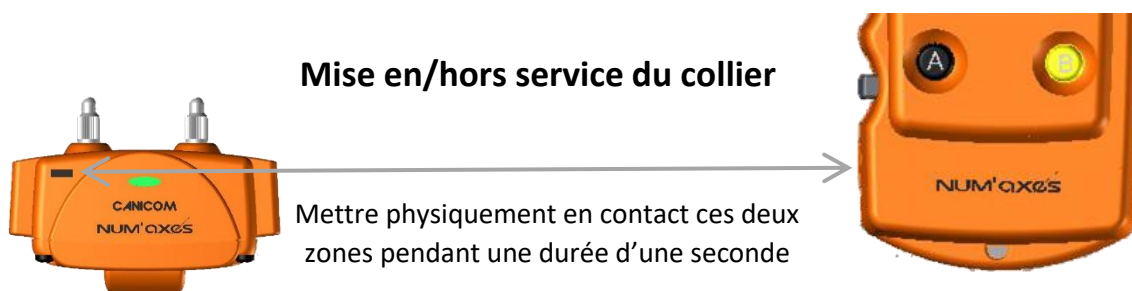 Mise en/hors service du collier
A
B
CANICOM
NUM'axes
NUM'axes
Mettre physiquement en contact ces deux
zones pendant une durée d'une seconde